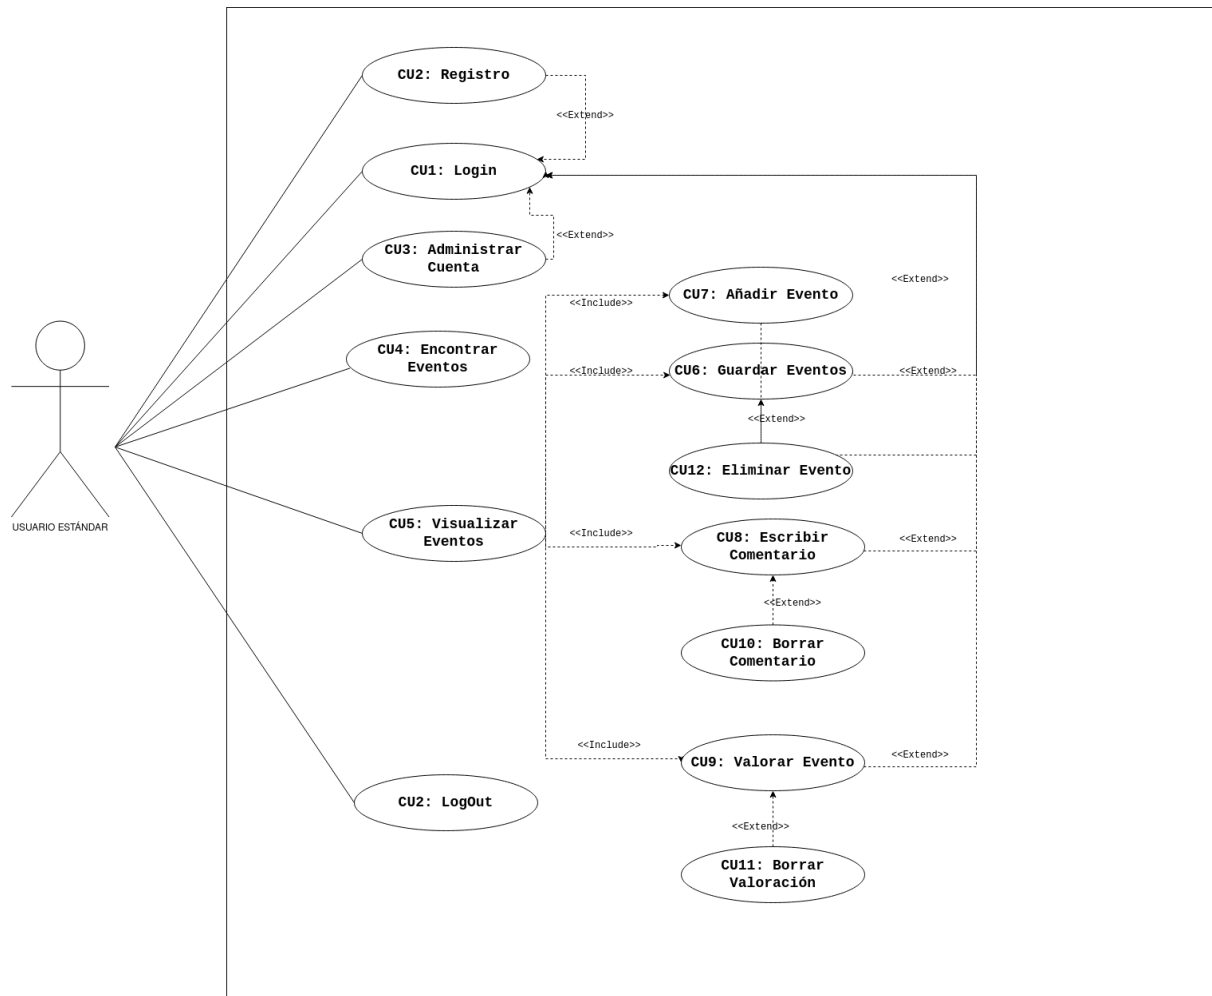 CU2: Registro
<<Extend>>
CU1: Login
CU3: Administrar
Cuenta
<<Extend>>
<<Extend>>
CU7: Añadir Evento
<<Include>>
CU4: Encontrar
Eventos
<<Include>>
CU6: Guardar Eventos
<<Extend>>
<<Extend>>
CU12: Eliminar Evento
USUARIO ESTÁNDAR
CU5: Visualizar
Eventos
<<Include>>
CU8: Escribir
Comentario
<<Extend>>
<<Extend>>
CU10: Borrar
Comentario
<<Include>>
CU9: Valorar Evento
<<Extend>>
CU2: LogOut
<<Extend>>
CU11: Borrar
Valoración